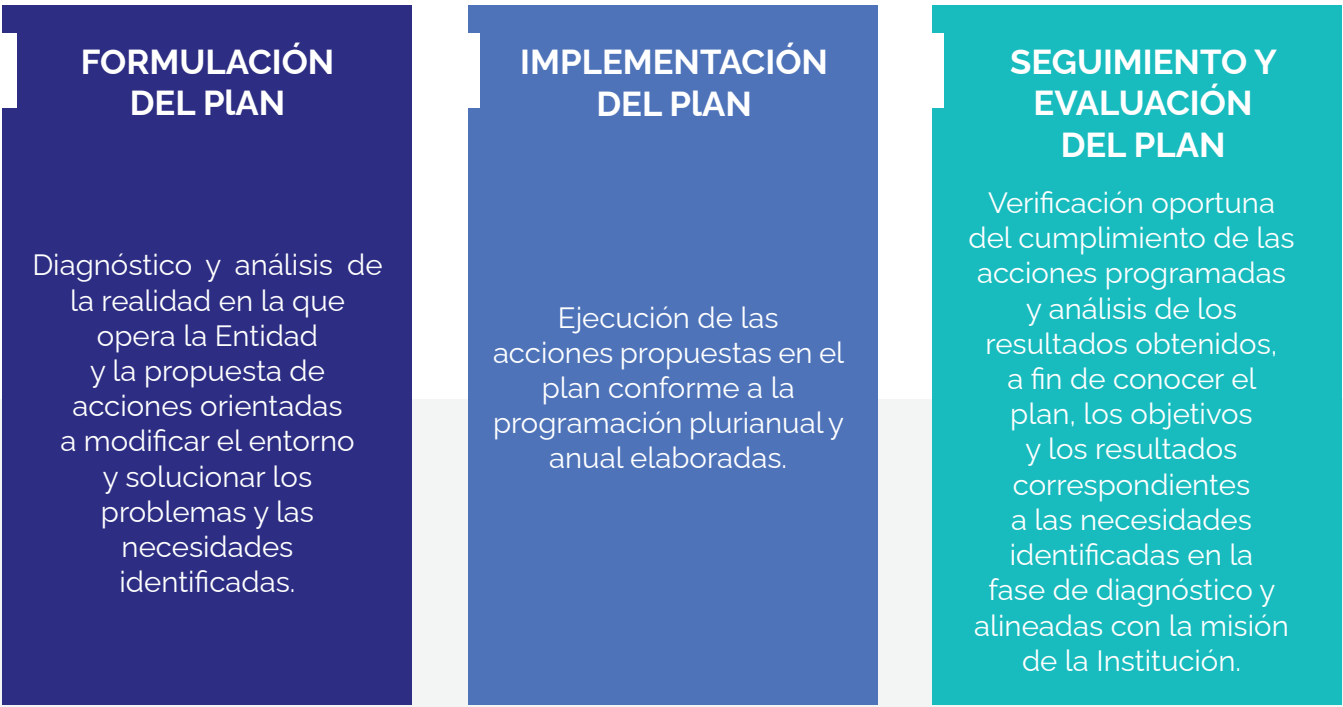 FORMULACIÓN
DEL PlAN
Diagnóstico y análisis de
la realidad en la que
opera la Entidad
y la propuesta de
acciones orientadas
a modificar el entorno
y solucionar los
problemas y las
necesidades
identificadas.
IMPLEMENTACIÓN
DEL PlAN
Ejecución de las
acciones propuestas en el
plan conforme a la
programación plurianual y
anual elaboradas.
SEGUIMIENTO Y
EVALUACIÓN
DEL PLAN
Verificación oportuna
del cumplimiento de las
acciones programadas
y análisis de los
resultados obtenidos,
a fin de conocer el
plan, los objetivos
y los resultados
correspondientes
a las necesidades
identificadas en la
fase de diagnóstico y
alineadas con la misión
de la Institución.